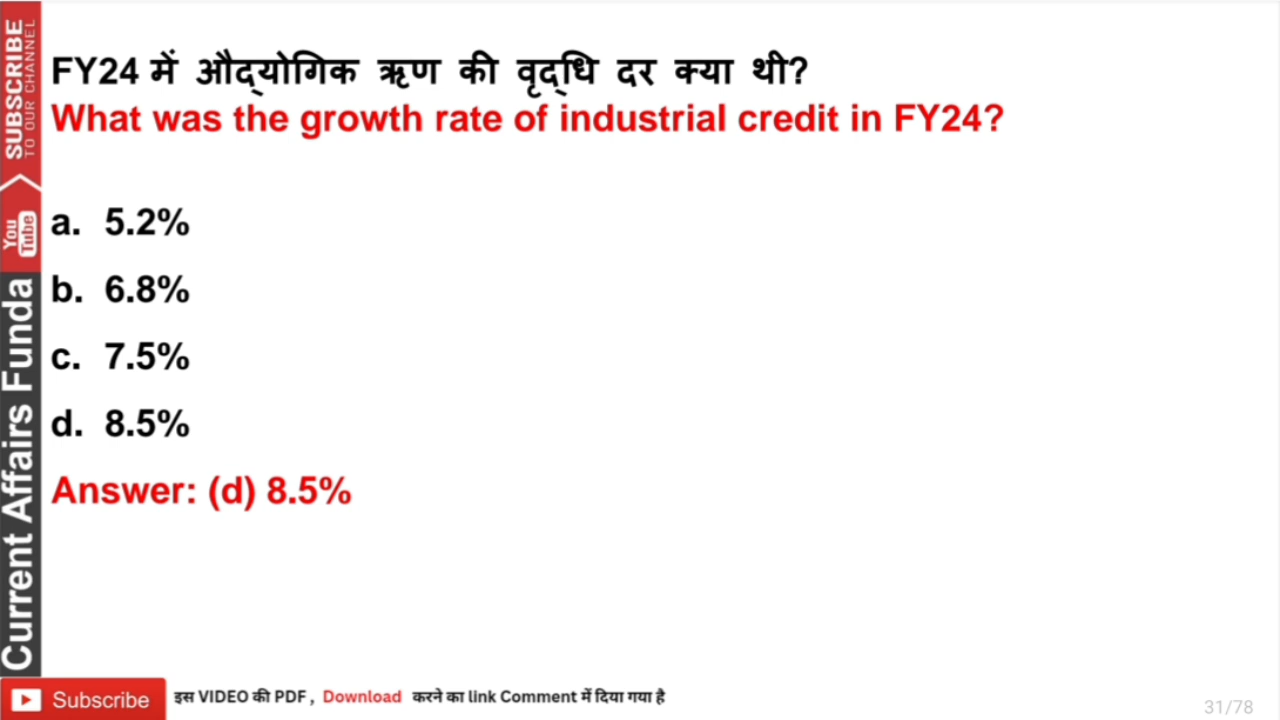 FY24 में औद्योगिक ऋण की वृद्धि दर क्या थी?
What was the growth rate of industrial credit in FY24?
a. 5.2%
b. 6.8%
c. 7.5%
d. 8.5%
Answer: (d) 8.5%
SUBSCRIBE
TO OUR CHANNEL
You
Tube
Current Affairs Funda
Subscribe
इस VIDEO की PDF , Download करने का link Comment में दिया गया है
31/78